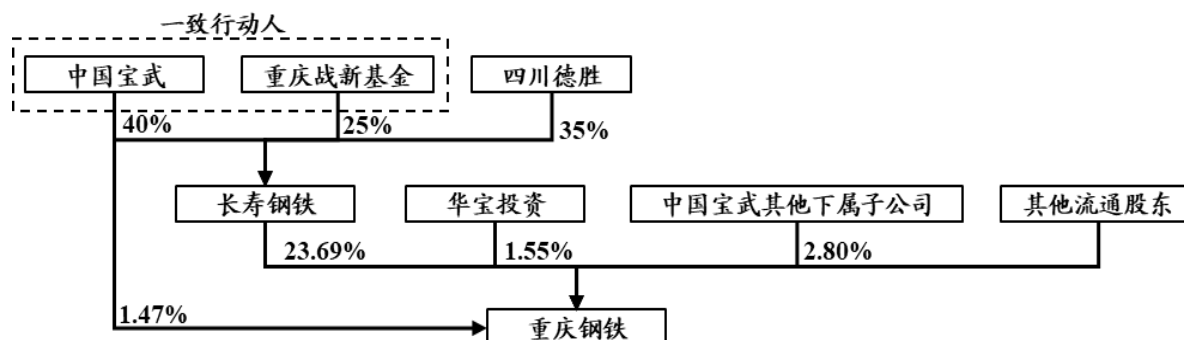 一致行动人
中国宝武
重庆战新基金
四川德胜
40%
25%
35%
长寿钢铁
华宝投资
中国宝武其他下属子公司
其他流通股东
23.69%
1.55%
2.80%
1.47%
重庆钢铁